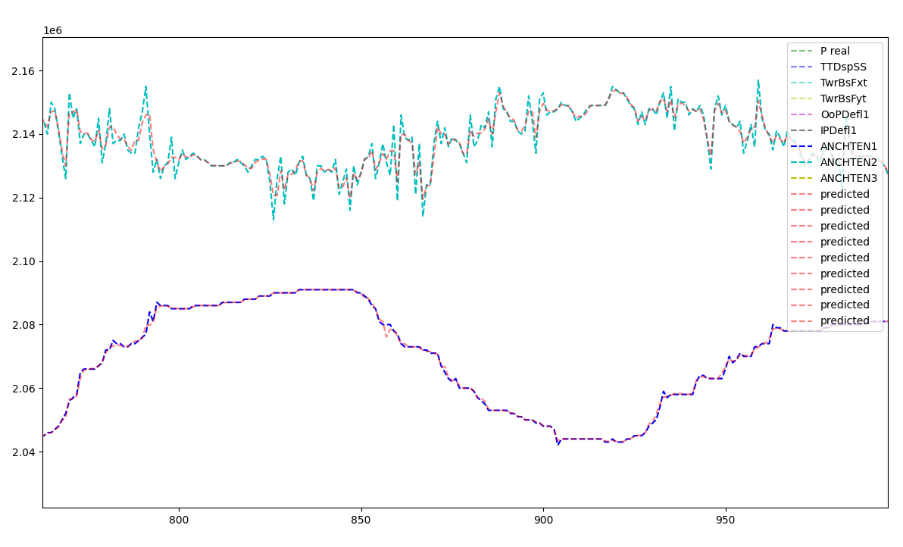 1e6
2.16
2.14
2.12
2.10
2.08
2.06
2.04
800
850
900
950
P real
TTDspSS
TwrBsFxt
TwrBsFyt
OoPDefl1
IPDefl1
ANCHTEN1
ANCHTEN2
ANCHTEN3
predicted
predicted
predicted
predicted
predicted
predicted
predicted
predicted
predicted